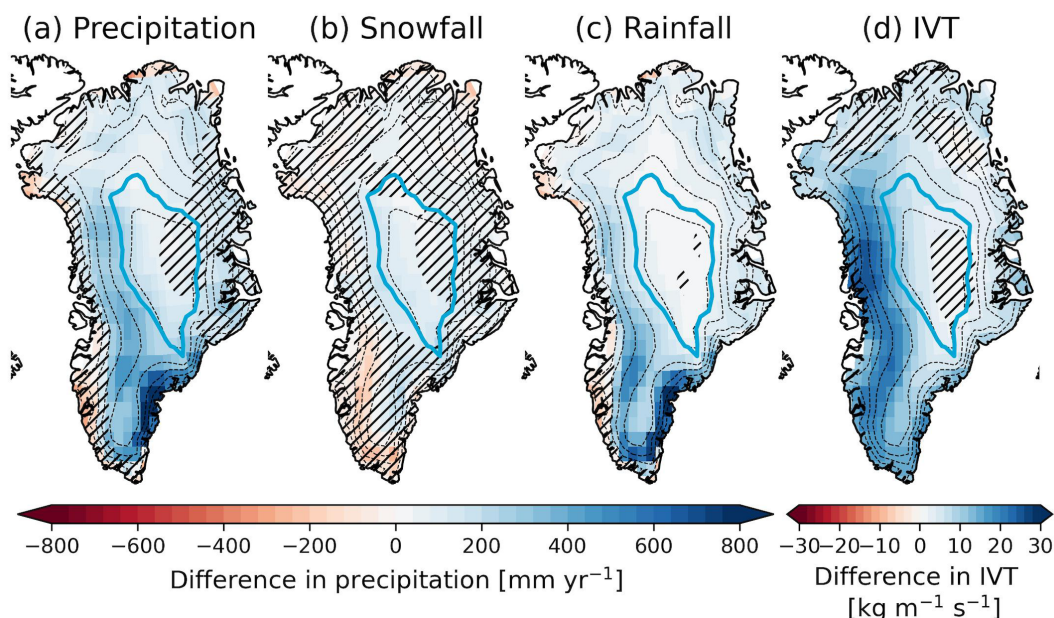 (a) Precipitation (b) Snowfall (c) Rainfall (d) IVT
−800 −600 −400 −200 0 200 400 600 800 −30 −20 −10 0 10 20 30
Difference in precipitation [mm yr⁻¹] Difference in IVT
[kg m⁻¹ s⁻¹]